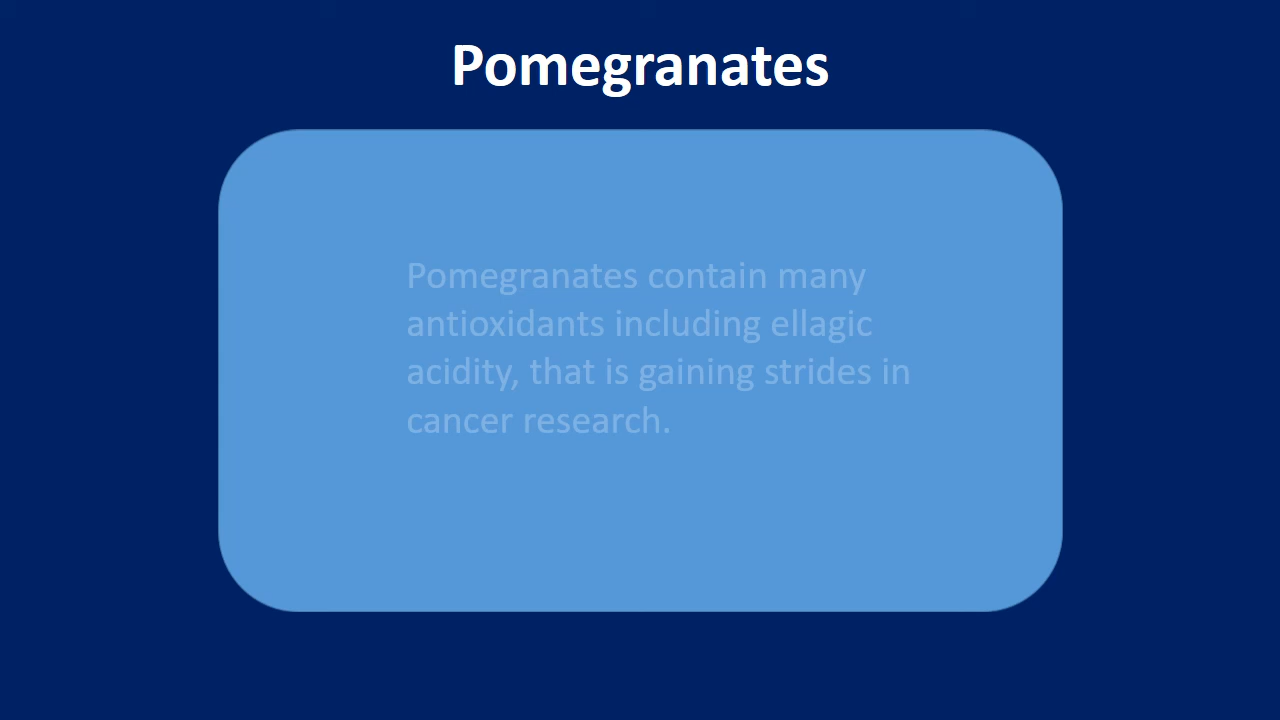 Pomegranates
Pomegranates contain many
antioxidants including ellagic
acidity, that is gaining strides in
cancer research.